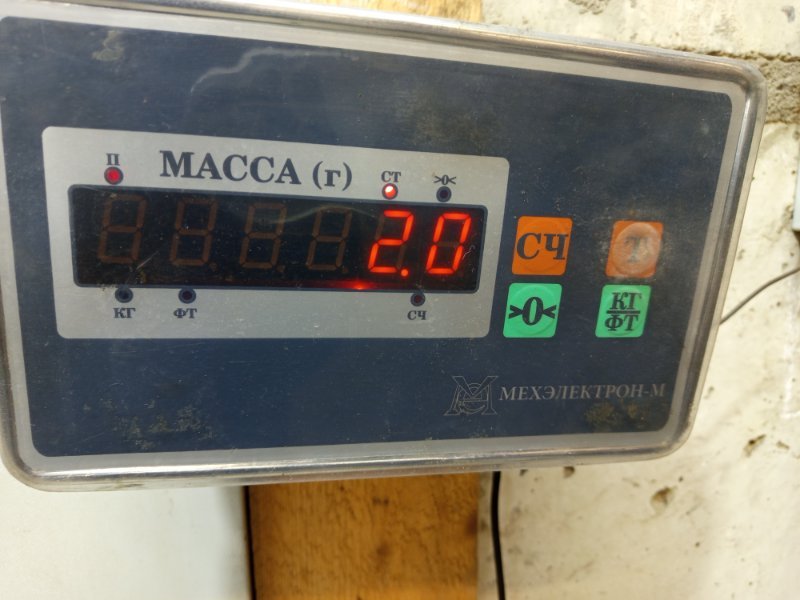 П
МАССА (г)
СТ
>0<
2.0
КГ
ФТ
СЧ
СЧ
Т
>0<
КГ
ФТ
МЕХЭЛЕКТРОН-М